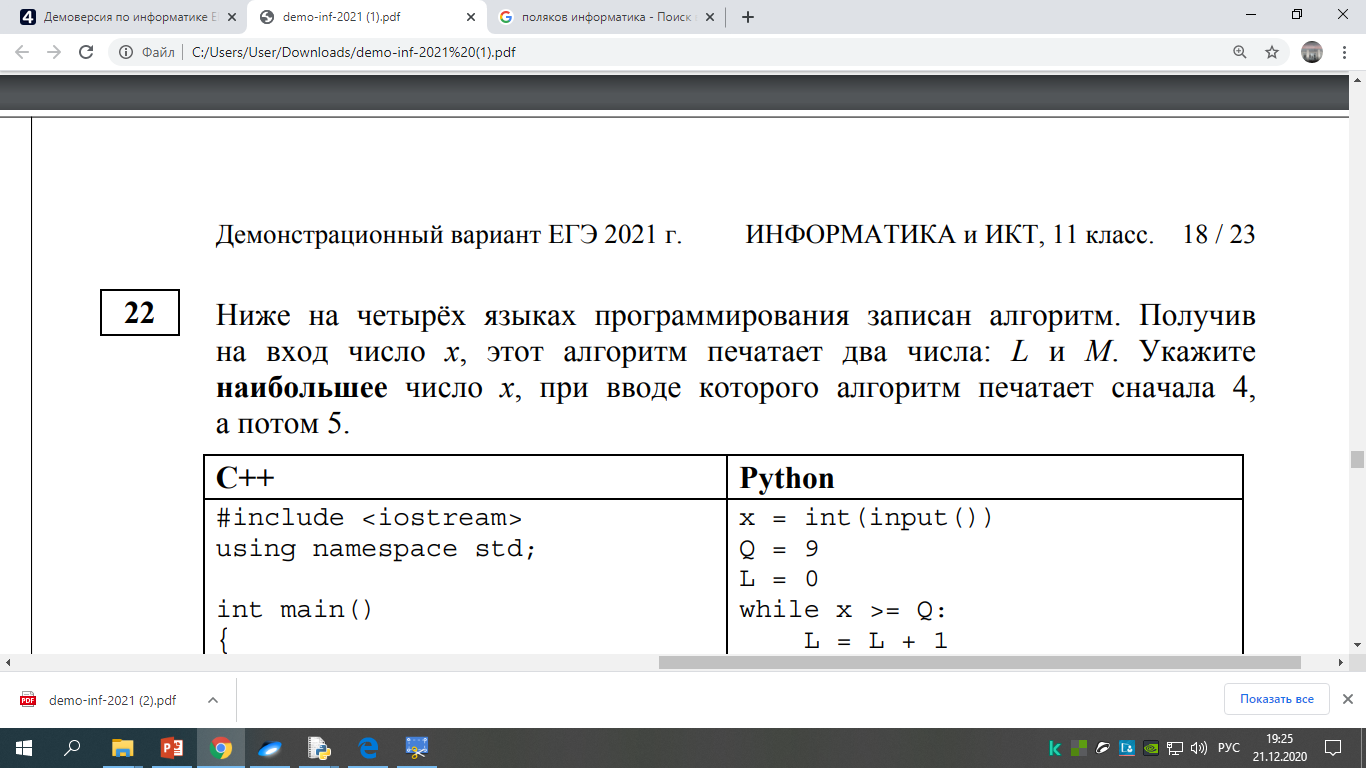 Демоверсия по информатике Е
demo-inf-2021 (1).pdf
поляков информатика - Поиск
Файл
C:/Users/User/Downloads/demo-inf-2021%20(1).pdf
Демонстрационный вариант ЕГЭ 2021 г. ИНФОРМАТИКА и ИКТ, 11 класс. 18 / 23
22
Ниже на четырёх языках программирования записан алгоритм. Получив
на вход число x, этот алгоритм печатает два числа: L и M. Укажите
наибольшее число x, при вводе которого алгоритм печатает сначала 4,
а потом 5.
C++
#include <iostream>
using namespace std;
int main()
{
Python
x = int(input())
Q = 9
L = 0
while x >= Q:
    L = L + 1
demo-inf-2021 (2).pdf
Показать все
РУС
19:25
21.12.2020